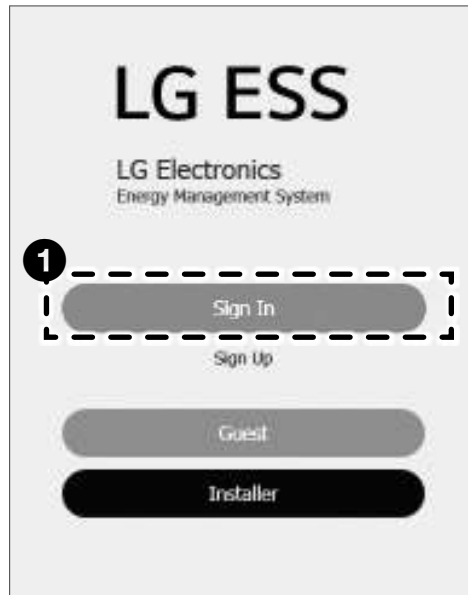 LG ESS
LG Electronics
Energy Management System
1
Sign In
Sign Up
Guest
Installer